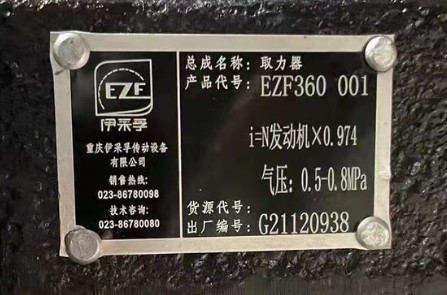 EZF
伊采孚
重庆伊采孚传动设备
有限公司
销售热线:
023-86780098
技术咨询:
023-86780080
总成名称: 取力器
产品代号: EZF360 001
i=N发动机×0.974
气压: 0.5-0.8MPa
货源代号:
出厂编号: G21120938